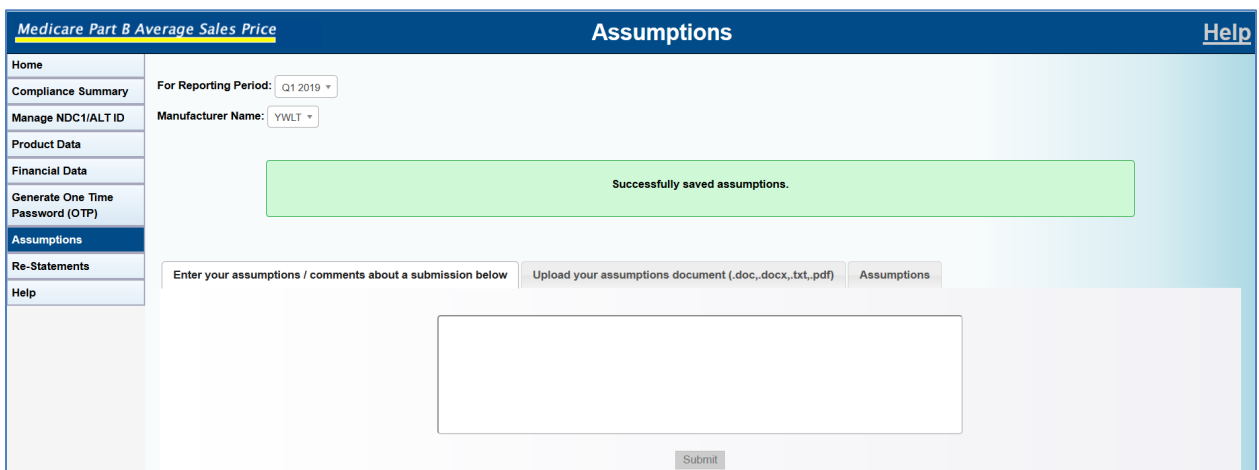 Medicare Part B Average Sales Price
Assumptions
Help
Home
Compliance Summary
Manage NDC1/ALT ID
Product Data
Financial Data
Generate One Time
Password (OTP)
Assumptions
Re-Statements
Help
For Reporting Period: Q1 2019
Manufacturer Name: YWLT
Successfully saved assumptions.
Enter your assumptions / comments about a submission below
Upload your assumptions document (.doc,.docx,.txt,.pdf)
Assumptions
Submit